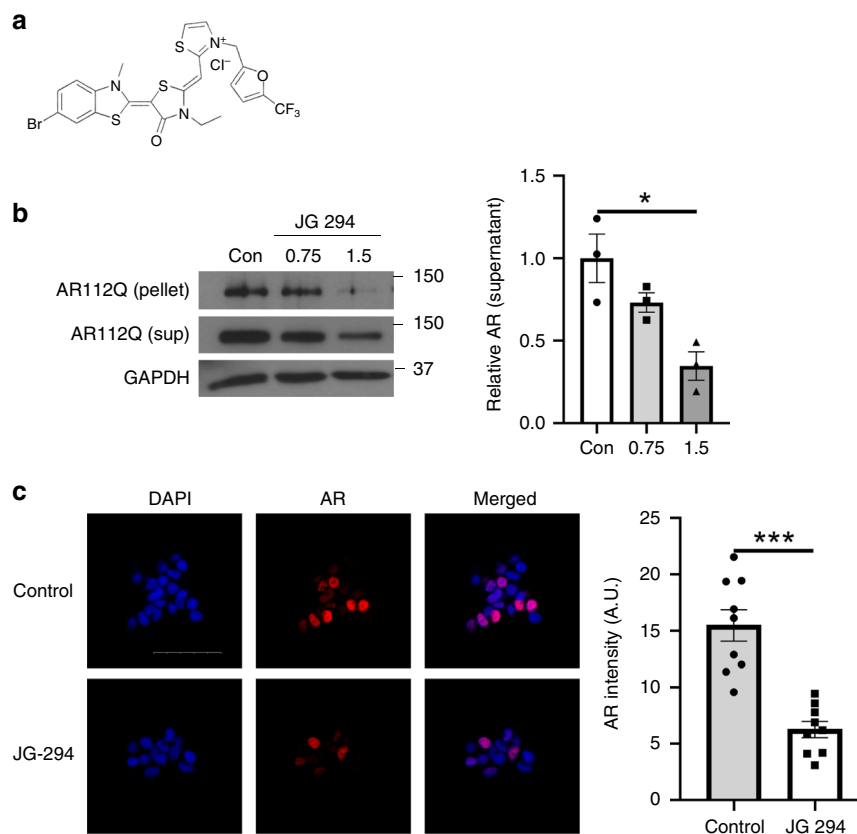 a
S
N+
Cl−
N
S
O
Br
S
N
CF3
O
b
JG 294
Con 0.75 1.5
AR112Q (pellet) 150
AR112Q (sup) 150
GAPDH 37
Relative AR (supernatant)
1.5
1.0
0.5
0.0
*
Con 0.75 1.5
c
DAPI AR Merged
Control
JG-294
AR intensity (A.U.)
25
20
15
10
5
0
***
Control JG 294